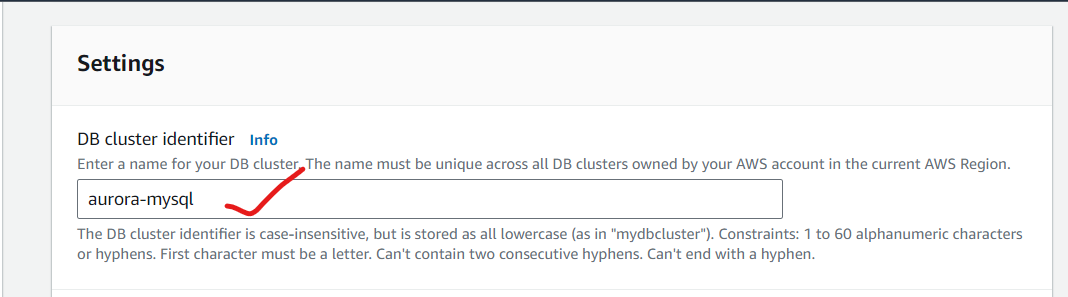 Settings
DB cluster identifier Info
Enter a name for your DB cluster. The name must be unique across all DB clusters owned by your AWS account in the current AWS Region.
aurora-mysql
The DB cluster identifier is case-insensitive, but is stored as all lowercase (as in "mydbcluster"). Constraints: 1 to 60 alphanumeric characters
or hyphens. First character must be a letter. Can't contain two consecutive hyphens. Can't end with a hyphen.